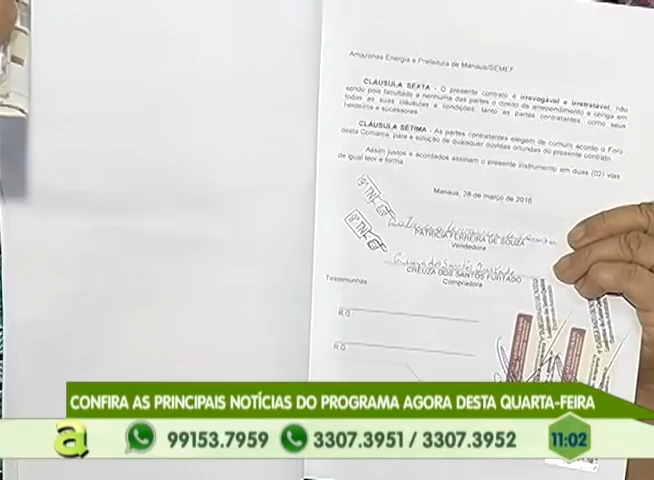 Amazonas Energia e Prefeitura de Manaus/SEMEF
CLÁUSULA SEXTA - O presente contrato é irrevogável e irretratável, não
sendo pois facultado a nenhuma das partes o direito de arrependimento e obriga em
todas as suas cláusulas e condições, tanto as partes contratantes, como seus
herdeiros e sucessores.
CLÁUSULA SÉTIMA - As partes contratantes elegem de comum acordo o Foro
desta Comarca, para a solução de quaisquer dúvidas oriundas do presente contrato.
Assim justos e acordados assinam o presente instrumento em duas (02) vias
de igual teor e forma.
Manaus, 28 de março de 2016
9º TN
PATRICIA FERREIRA DE SOUZA
Vendedora
9º TN
CREUZA DOS SANTOS FURTADO
Compradora
Testemunhas
R.G.
R.G.
CONFIRA AS PRINCIPAIS NOTÍCIAS DO PROGRAMA AGORA DESTA QUARTA-FEIRA
a 99153.7959 3307.3951 / 3307.3952 11:02